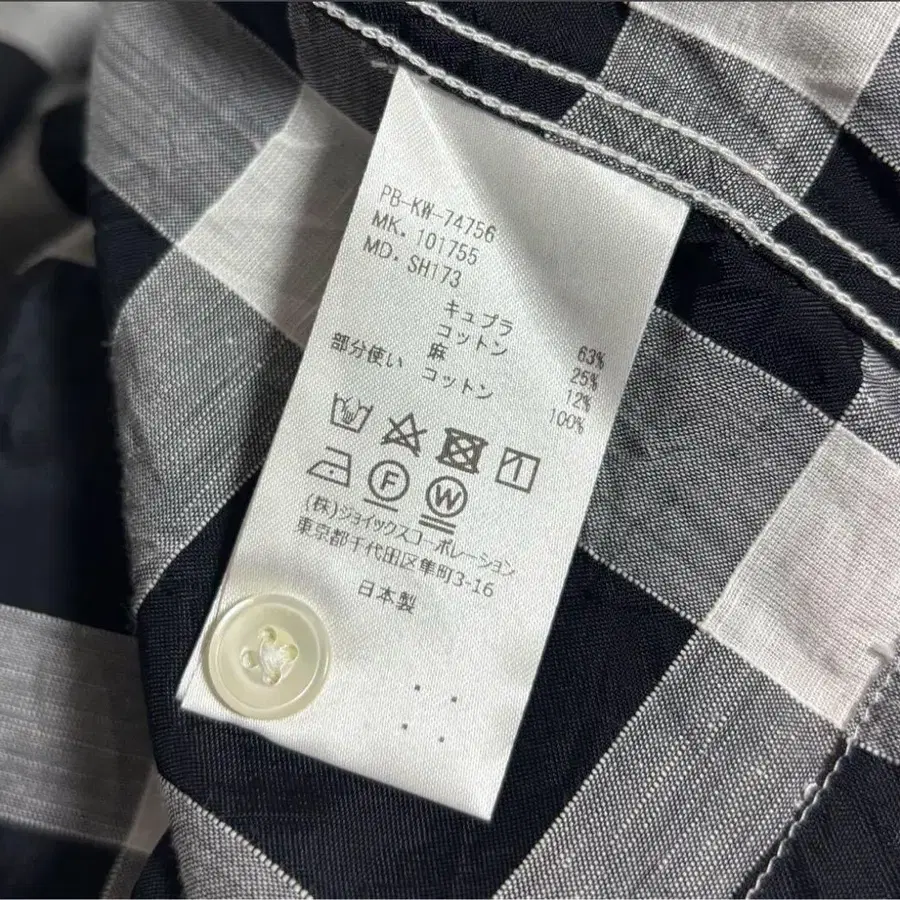 PB-KW-74756
MK. 101755
MD. SH173
キュプラ 63%
コットン 25%
麻 12%
部分使い コットン 100%
F W
(株)ジョイックスコーポレーション
東京都千代田区隼町3-16
日本製